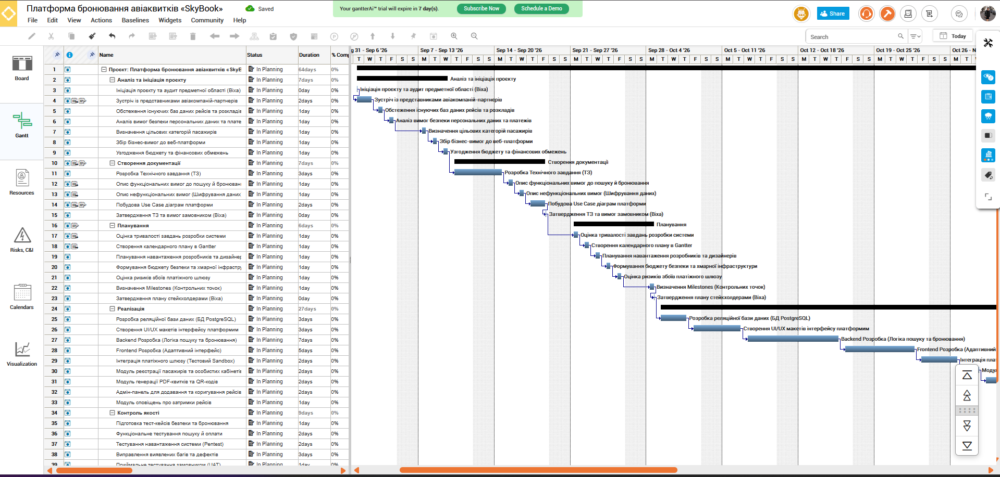 Платформа бронювання авіаквитків «SkyBook»
Saved
Your gantterAi™ trial will expire in 7 day(s).
Subscribe Now
Schedule a Demo
Share
File Edit View Actions Baselines Widgets Community Help
Search
Today
Board
Gantt
Resources
Risks, C&I
Calendars
Visualization
Name Status Duration % Comp
1 Проєкт: Платформа бронювання авіаквитків «SkyB In Planning 64days 0%
2 Аналіз та ініціація проєкту In Planning 7days 0%
3 Ініціація проєкту та аудит предметної області (Віха) In Planning 0day 0%
4 Зустріч із представниками авіакомпаній-партнерів In Planning 2days 0%
5 Обстеження існуючих баз даних рейсів та розкладів In Planning 1day 0%
6 Аналіз вимог безпеки персональних даних та плате In Planning 1day 0%
7 Визначення цільових категорій пасажирів In Planning 1day 0%
8 Збір бізнес-вимог до веб-платформи In Planning 1day 0%
9 Узгодження бюджету та фінансових обмежень In Planning 1day 0%
10 Створення документації In Planning 7days 0%
11 Розробка Технічного завдання (ТЗ) In Planning 3days 0%
12 Опис функціональних вимог до пошуку й бронюван In Planning 1day 0%
13 Опис нефункціональних вимог (Шифрування даних In Planning 1day 0%
14 Побудова Use Case діаграм платформи In Planning 2days 0%
15 Затвердження ТЗ та вимог замовником (Віха) In Planning 0day 0%
16 Планування In Planning 6days 0%
17 Оцінка тривалості завдань розробки системи In Planning 1day 0%
18 Створення календарного плану в Gantter In Planning 1day 0%
19 Планування навантаження розробників та дизайнер In Planning 1day 0%
20 Формування бюджету безпеки та хмарної інфрастру In Planning 1day 0%
21 Оцінка ризиків збоїв платіжного шлюзу In Planning 1day 0%
22 Визначення Milestones (Контрольних точок) In Planning 1day 0%
23 Затвердження плану стейкхолдерами (Віха) In Planning 0day 0%
24 Реалізація In Planning 27days 0%
25 Розробка реляційної бази даних (БД PostgreSQL) In Planning 3days 0%
26 Створення UI/UX макетів інтерфейсу платформим In Planning 3days 0%
27 Backend Розробка (Логіка пошуку та бронювання) In Planning 7days 0%
28 Frontend Розробка (Адаптивний інтерфейс) In Planning 5days 0%
29 Інтеграція платіжного шлюзу (Тестовий Sandbox) In Planning 2days 0%
30 Модуль реєстрації пасажирів та особистих кабінетів In Planning 2days 0%
31 Модуль генерації PDF-квитків та QR-кодів In Planning 2days 0%
32 Адмін-панель для додавання та коригування рейсів In Planning 2days 0%
33 Модуль сповіщень про затримки рейсів In Planning 1day 0%
34 Контроль якості In Planning 9days 0%
35 Підготовка тест-кейсів безпеки та бронювання In Planning 1day 0%
36 Функціональне тестування пошуку й оплати In Planning 2days 0%
37 Тестування навантаження системи (Pentest) In Planning 2days 0%
38 Виправлення виявлених багів та дефектів In Planning 3days 0%
39 Приймальне тестування замовником (UAT) In Planning 1day 0%
g 31 - Sep 6 '26 Sep 7 - Sep 13 '26 Sep 14 - Sep 20 '26 Sep 21 - Sep 27 '26 Sep 28 - Oct 4 '26 Oct 5 - Oct 11 '26 Oct 12 - Oct 18 '26 Oct 19 - Oct 25 '26 Oct 26 - N
T W T F S S M T W T F S S M T W T F S S M T W T F S S M T W T F S S M T W T F S S M T W T F S S M T W T F S S M T W
Аналіз та ініціація проєкту
Ініціація проєкту та аудит предметної області (Віха)
Зустріч із представниками авіакомпаній-партнерів
Обстеження існуючих баз даних рейсів та розкладів
Аналіз вимог безпеки персональних даних та платежів
Визначення цільових категорій пасажирів
Збір бізнес-вимог до веб-платформи
Узгодження бюджету та фінансових обмежень
Створення документації
Розробка Технічного завдання (ТЗ)
Опис функціональних вимог до пошуку й бронювання
Опис нефункціональних вимог (Шифрування даних)
Побудова Use Case діаграм платформи
Затвердження ТЗ та вимог замовником (Віха)
Планування
Оцінка тривалості завдань розробки системи
Створення календарного плану в Gantter
Планування навантаження розробників та дизайнерів
Формування бюджету безпеки та хмарної інфраструктури
Оцінка ризиків збоїв платіжного шлюзу
Визначення Milestones (Контрольних точок)
Затвердження плану стейкхолдерами (Віха)
Розробка реляційної бази даних (БД PostgreSQL)
Створення UI/UX макетів інтерфейсу платформим
Backend Розробка (Логіка пошуку та бронювання)
Frontend Розробка (Адаптивний
Інтеграція плат
Модул